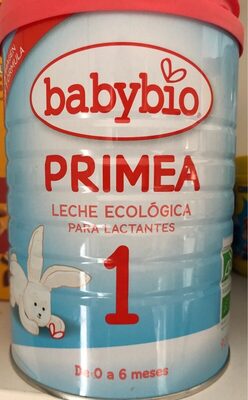 babybio
PRIMEA
LECHE ECOLÓGICA
PARA LACTANTES
1
De 0 a 6 meses